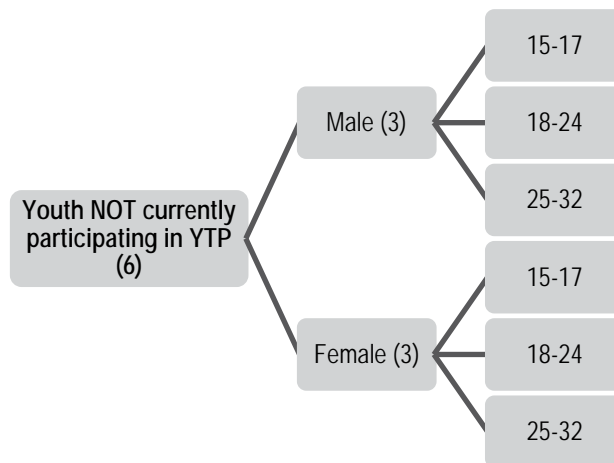 Youth NOT currently
participating in YTP
(6)
Male (3)
15-17
18-24
25-32
Female (3)
15-17
18-24
25-32